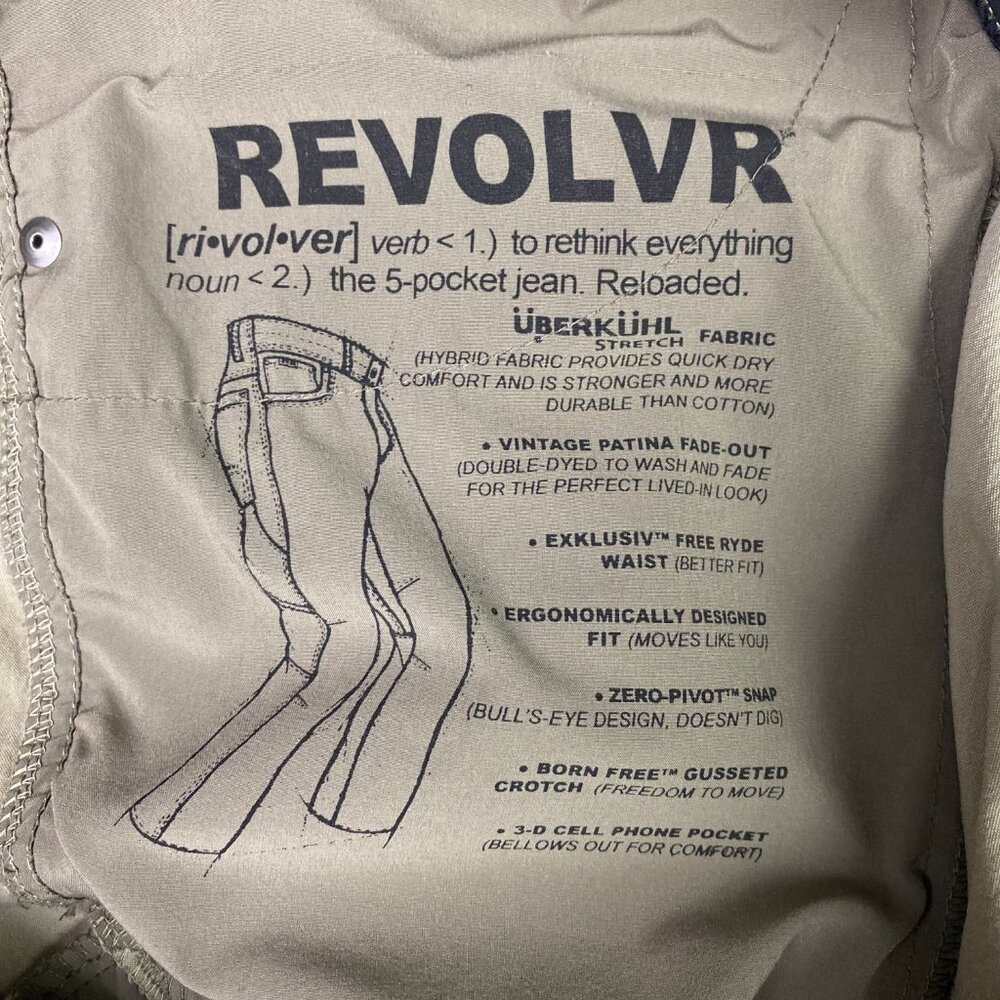 REVOLVR
[ri•vol•ver] verb < 1.) to rethink everything
noun < 2.) the 5-pocket jean. Reloaded.
ÜBERKÜHL FABRIC
STRETCH
(HYBRID FABRIC PROVIDES QUICK DRY
COMFORT AND IS STRONGER AND MORE
DURABLE THAN COTTON)
• VINTAGE PATINA FADE-OUT
(DOUBLE-DYED TO WASH AND FADE
FOR THE PERFECT LIVED-IN LOOK)
• EXKLUSIV™ FREE RYDE
WAIST (BETTER FIT)
• ERGONOMICALLY DESIGNED
FIT (MOVES LIKE YOU)
• ZERO-PIVOT™ SNAP
(BULL'S-EYE DESIGN, DOESN'T DIG)
• BORN FREE™ GUSSETED
CROTCH (FREEDOM TO MOVE)
• 3-D CELL PHONE POCKET
(BELLOWS OUT FOR COMFORT)